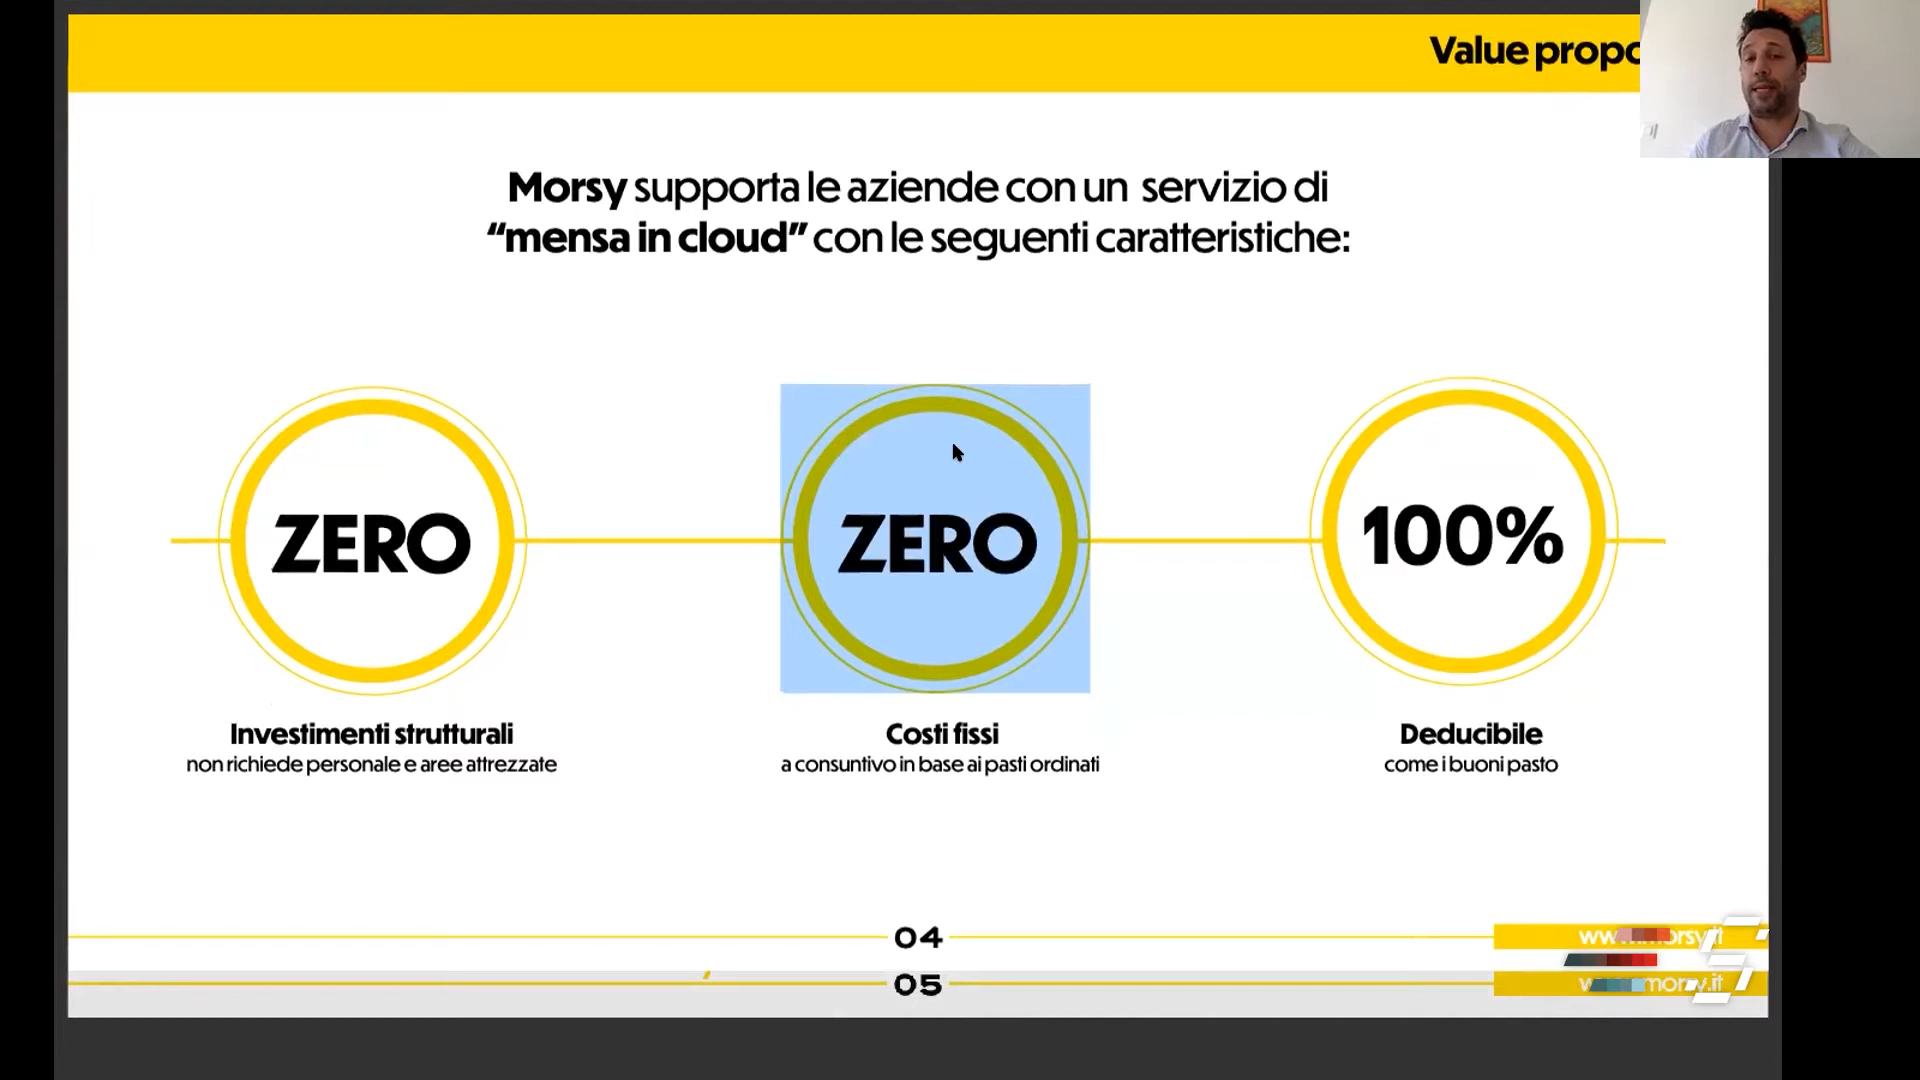 Value propo
Morsy supporta le aziende con un servizio di
“mensa in cloud” con le seguenti caratteristiche:
ZERO
ZERO
100%
Investimenti strutturali
non richiede personale e aree attrezzate
Costi fissi
a consuntivo in base ai pasti ordinati
Deducibile
come i buoni pasto
04
05